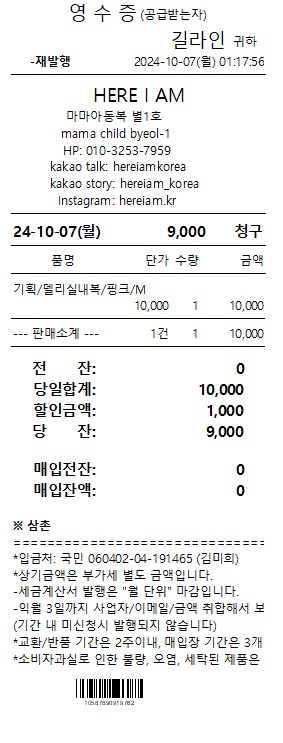 영 수 증 (공급받는자)
길라인 귀하
-재발행 2024-10-07(월) 01:17:56
HERE I AM
마마아동복 별1호
mama child byeol-1
HP: 010-3253-7959
kakao talk: hereiamkorea
kakao story: hereiam_korea
Instagram: hereiam.kr
24-10-07(월) 9,000 청구
품명 단가 수량 금액
기획/델리실내복/핑크/M
10,000 1 10,000
--- 판매소계 --- 1건 1 10,000
전 잔: 0
당일합계: 10,000
할인금액: 1,000
당 잔: 9,000
매입전잔: 0
매입잔액: 0
※ 삼촌
==============================
*입금처: 국민 060402-04-191465 (김미희)
*상기금액은 부가세 별도 금액입니다.
-세금계산서 발행은 "월 단위" 마감입니다.
-익월 3일까지 사업자/이메일/금액 취합해서 보
(기간 내 미신청시 발행되지 않습니다)
*교환/반품 기간은 2주이내, 매입장 기간은 3개
*소비자과실로 인한 불량, 오염, 세탁된 제품은
10587890919762